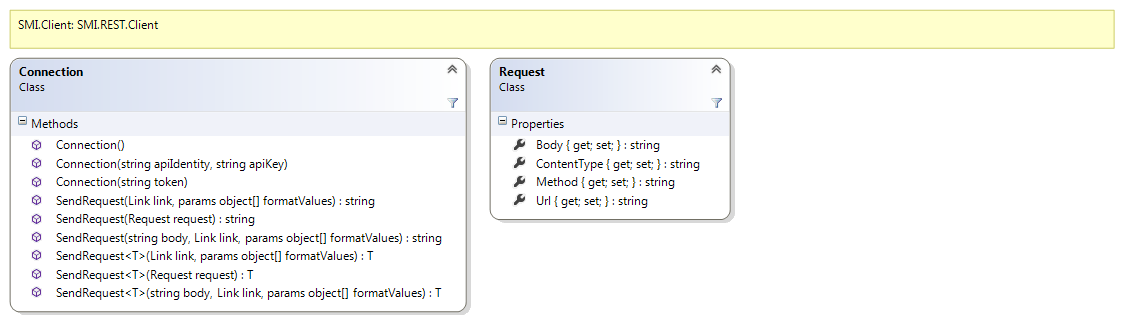 SMI.Client: SMI.REST.Client
Connection
Class
Methods
Connection()
Connection(string apiIdentity, string apiKey)
Connection(string token)
SendRequest(Link link, params object[] formatValues) : string
SendRequest(Request request) : string
SendRequest(string body, Link link, params object[] formatValues) : string
SendRequest<T>(Link link, params object[] formatValues) : T
SendRequest<T>(Request request) : T
SendRequest<T>(string body, Link link, params object[] formatValues) : T
Request
Class
Properties
Body { get; set; } : string
ContentType { get; set; } : string
Method { get; set; } : string
Url { get; set; } : string